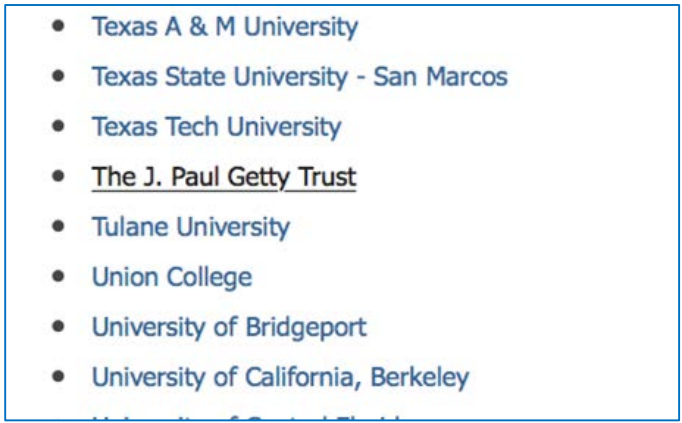 Texas A & M University
Texas State University - San Marcos
Texas Tech University
The J. Paul Getty Trust
Tulane University
Union College
University of Bridgeport
University of California, Berkeley